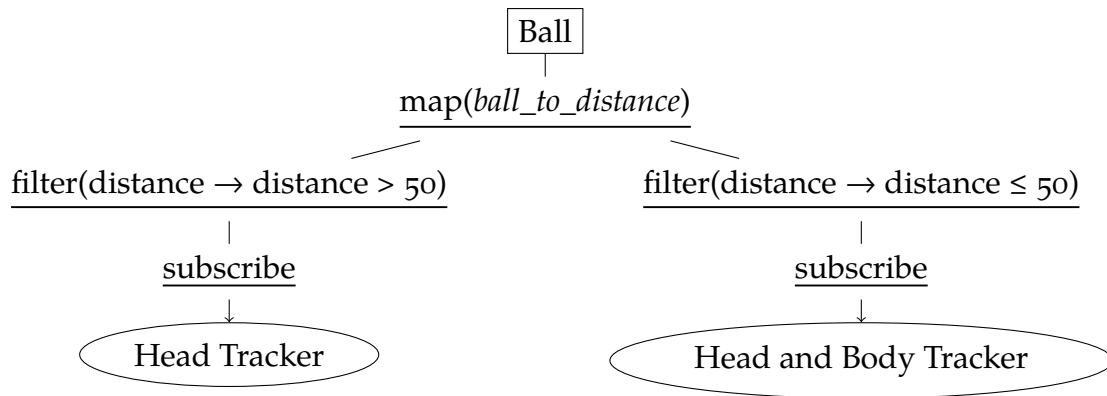 Ball
map(ball_to_distance)
filter(distance → distance > 50)
filter(distance → distance ≤ 50)
subscribe
subscribe
Head Tracker
Head and Body Tracker